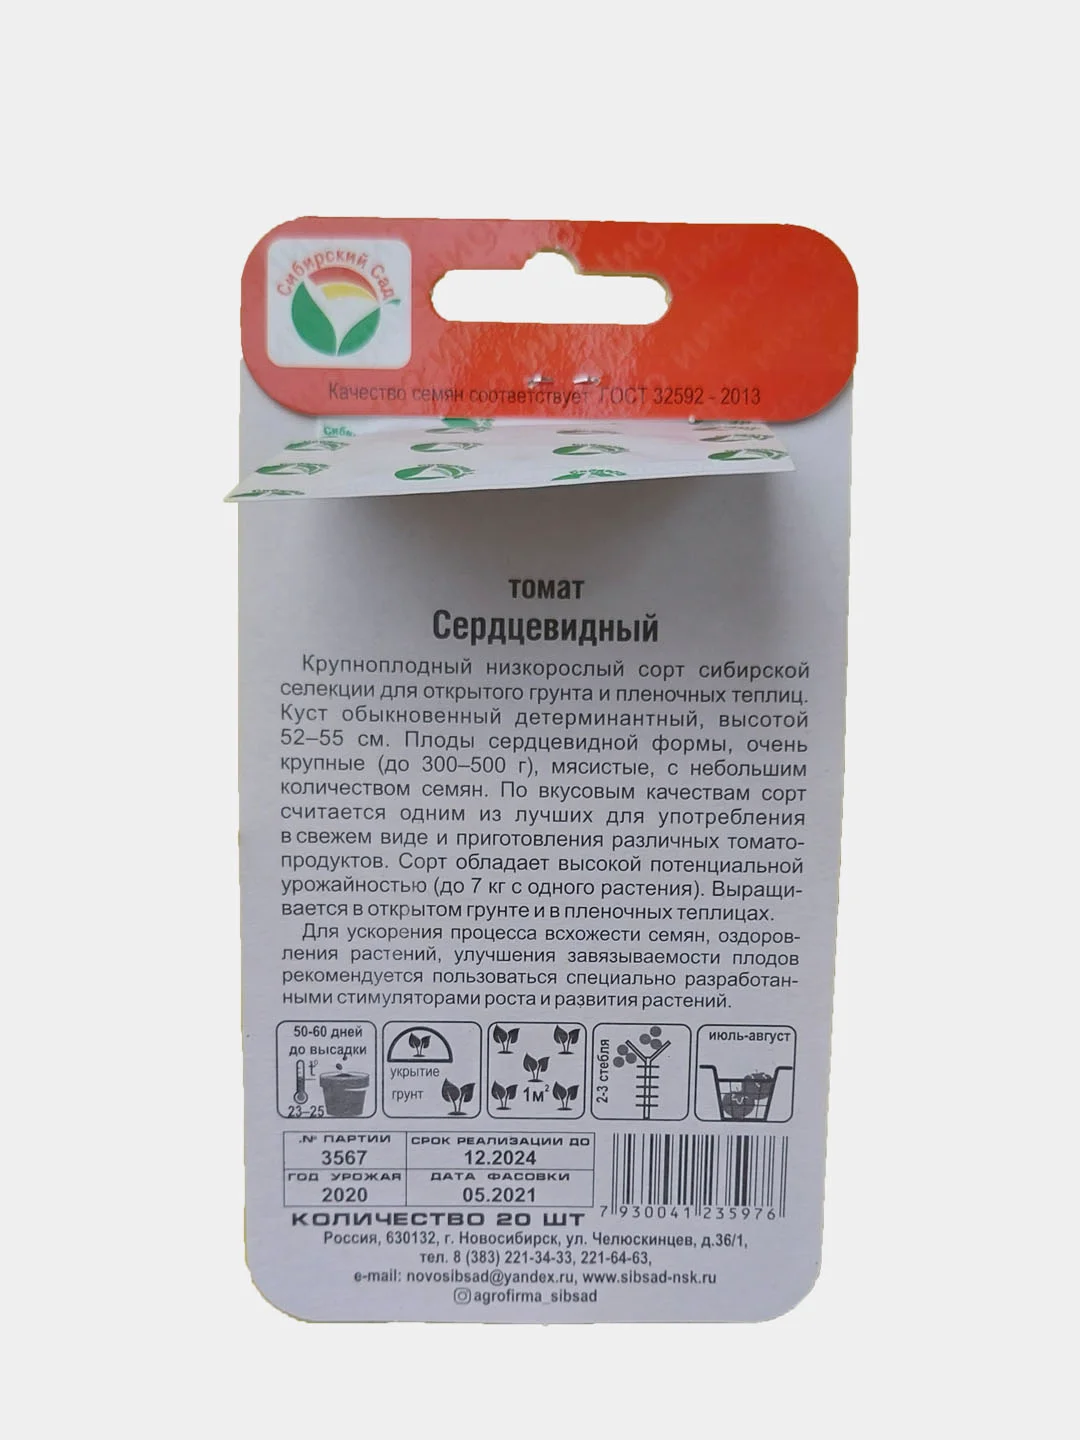 Сибирский Сад
Качество семян соответствует ГОСТ 32592 - 2013
томат
Сердцевидный
Крупноплодный низкорослый сорт сибирской
селекции для открытого грунта и пленочных теплиц.
Куст обыкновенный детерминантный, высотой
52–55 см. Плоды сердцевидной формы, очень
крупные (до 300–500 г), мясистые, с небольшим
количеством семян. По вкусовым качествам сорт
считается одним из лучших для употребления
в свежем виде и приготовления различных томато-
продуктов. Сорт обладает высокой потенциальной
урожайностью (до 7 кг с одного растения). Выращи-
вается в открытом грунте и в пленочных теплицах.
Для ускорения процесса всхожести семян, оздоров-
ления растений, улучшения завязываемости плодов
рекомендуется пользоваться специально разработан-
ными стимуляторами роста и развития растений.
50-60 дней
до высадки
t°
23–25
укрытие
грунт
1м²
2-3 стебля
июль-август
.№ ПАРТИИ СРОК РЕАЛИЗАЦИИ ДО
3567 12.2024
ГОД УРОЖАЯ ДАТА ФАСОВКИ
2020 05.2021
7 930041 235976
КОЛИЧЕСТВО 20 ШТ
Россия, 630132, г. Новосибирск, ул. Челюскинцев, д.36/1,
тел. 8 (383) 221-34-33, 221-64-63,
e-mail: novosibsad@yandex.ru, www.sibsad-nsk.ru
agrofirma_sibsad